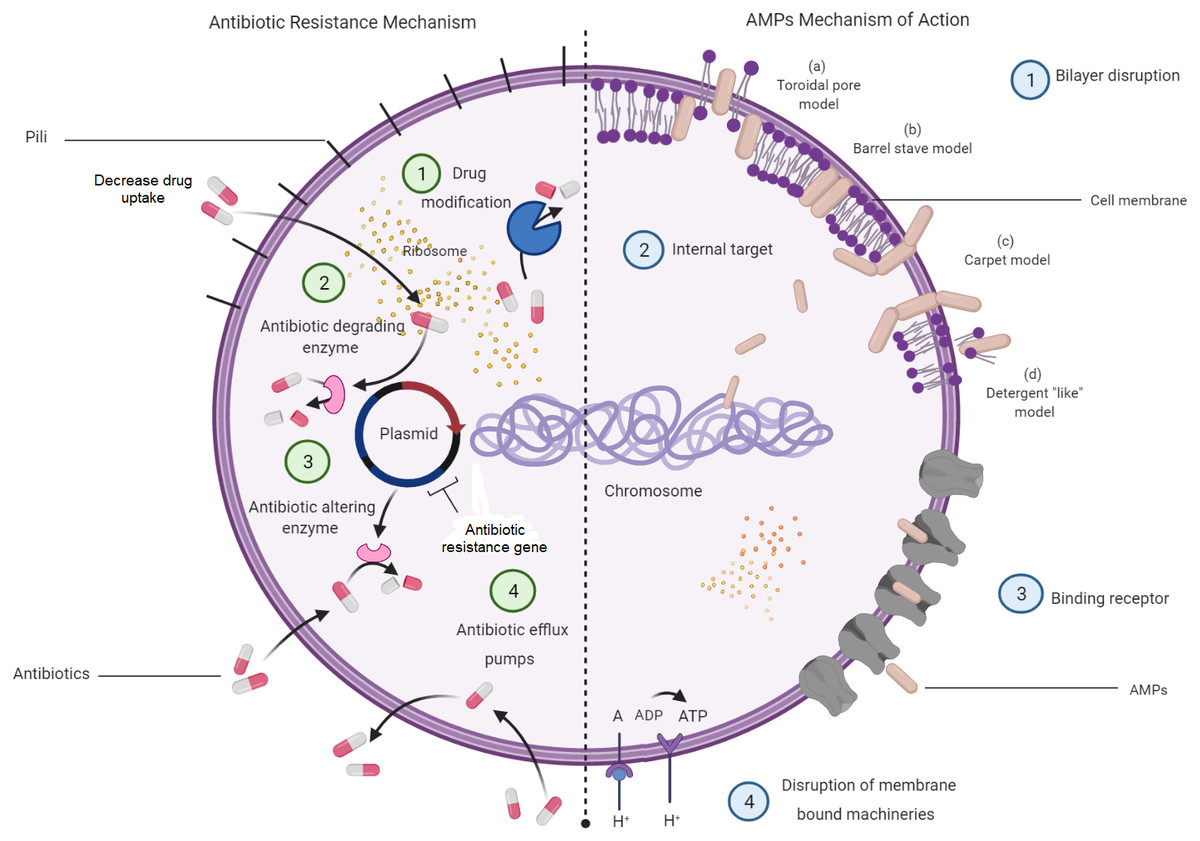 Antibiotic Resistance Mechanism
AMPs Mechanism of Action
(a)
Toroidal pore
model
1
Bilayer disruption
Pili
(b)
Barrel stave model
Decrease drug
uptake
1
Drug
modification
Cell membrane
Ribosome
2
Internal target
(c)
Carpet model
2
Antibiotic degrading
enzyme
(d)
Detergent "like"
model
Plasmid
3
Antibiotic altering
enzyme
Chromosome
Antibiotic
resistance gene
4
Antibiotic efflux
pumps
3
Binding receptor
Antibiotics
AMPs
A
ADP
ATP
4
Disruption of membrane
bound machineries
H⁺
H⁺